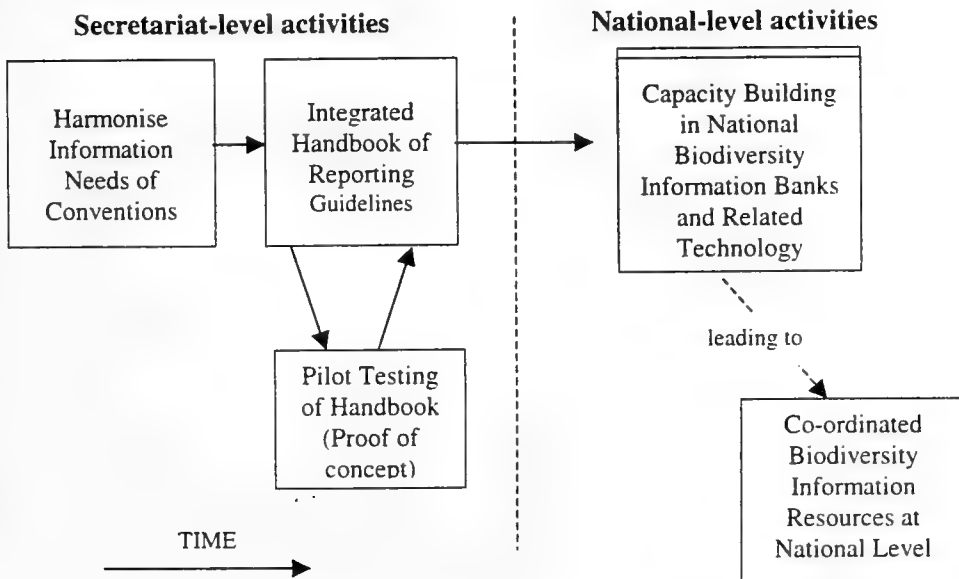 Secretariat-level activities
National-level activities
Harmonise
Information
Needs of
Conventions
Integrated
Handbook of
Reporting
Guidelines
Pilot Testing
of Handbook
(Proof of
concept)
Capacity Building
in National
Biodiversity
Information Banks
and Related
Technology
leading to
Co-ordinated
Biodiversity
Information
Resources at
National Level
TIME